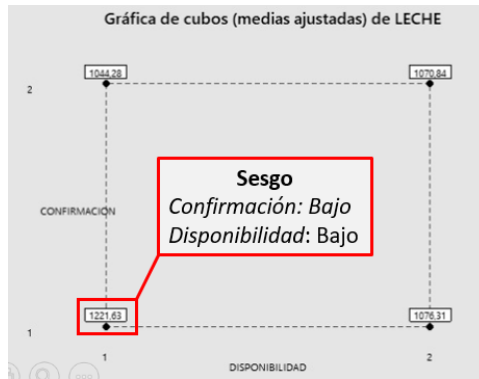 Gráfica de cubos (medias ajustadas) de LECHE
1044,28
1070,84
2
Sesgo
Confirmación: Bajo
Disponibilidad: Bajo
CONFIRMACIÓN
1221,63
1076,31
1
1
2
DISPONIBILIDAD